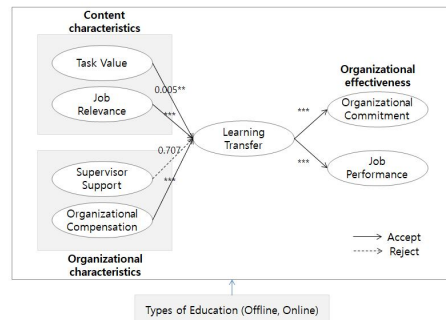 Content
characteristics
Task Value
0.005**
Job
Relevance
***
Learning
Transfer
0.707
Supervisor
Support
***
Organizational
Compensation
Organizational
characteristics
Organizational
effectiveness
***
Organizational
Commitment
***
Job
Performance
Accept
Reject
Types of Education (Offline, Online)